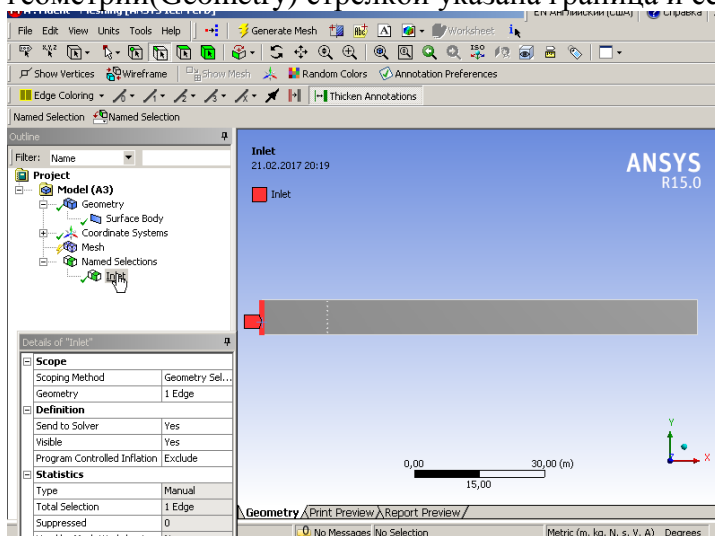 геометрии(Geometry) стрелкой указана граница и ее
EN Английский (США) Справка
File Edit View Units Tools Help Generate Mesh A Worksheet
ISO
Show Vertices Wireframe Show Mesh Random Colors Annotation Preferences
Edge Coloring Thicken Annotations
Named Selection Named Selection
Outline
Filter: Name
Project
Model (A3)
Geometry
Surface Body
Coordinate Systems
Mesh
Named Selections
Inlet
Inlet
21.02.2017 20:19
Inlet
ANSYS
R15.0
Details of "Inlet"
Scope
Scoping Method Geometry Sel...
Geometry 1 Edge
Definition
Send to Solver Yes
Visible Yes
Program Controlled Inflation Exclude
Statistics
Type Manual
Total Selection 1 Edge
Suppressed 0
Y
X
0,00 30,00 (m)
15,00
Geometry Print Preview Report Preview
No Messages No Selection Metric (m, kg, N, s, V, A) Degrees